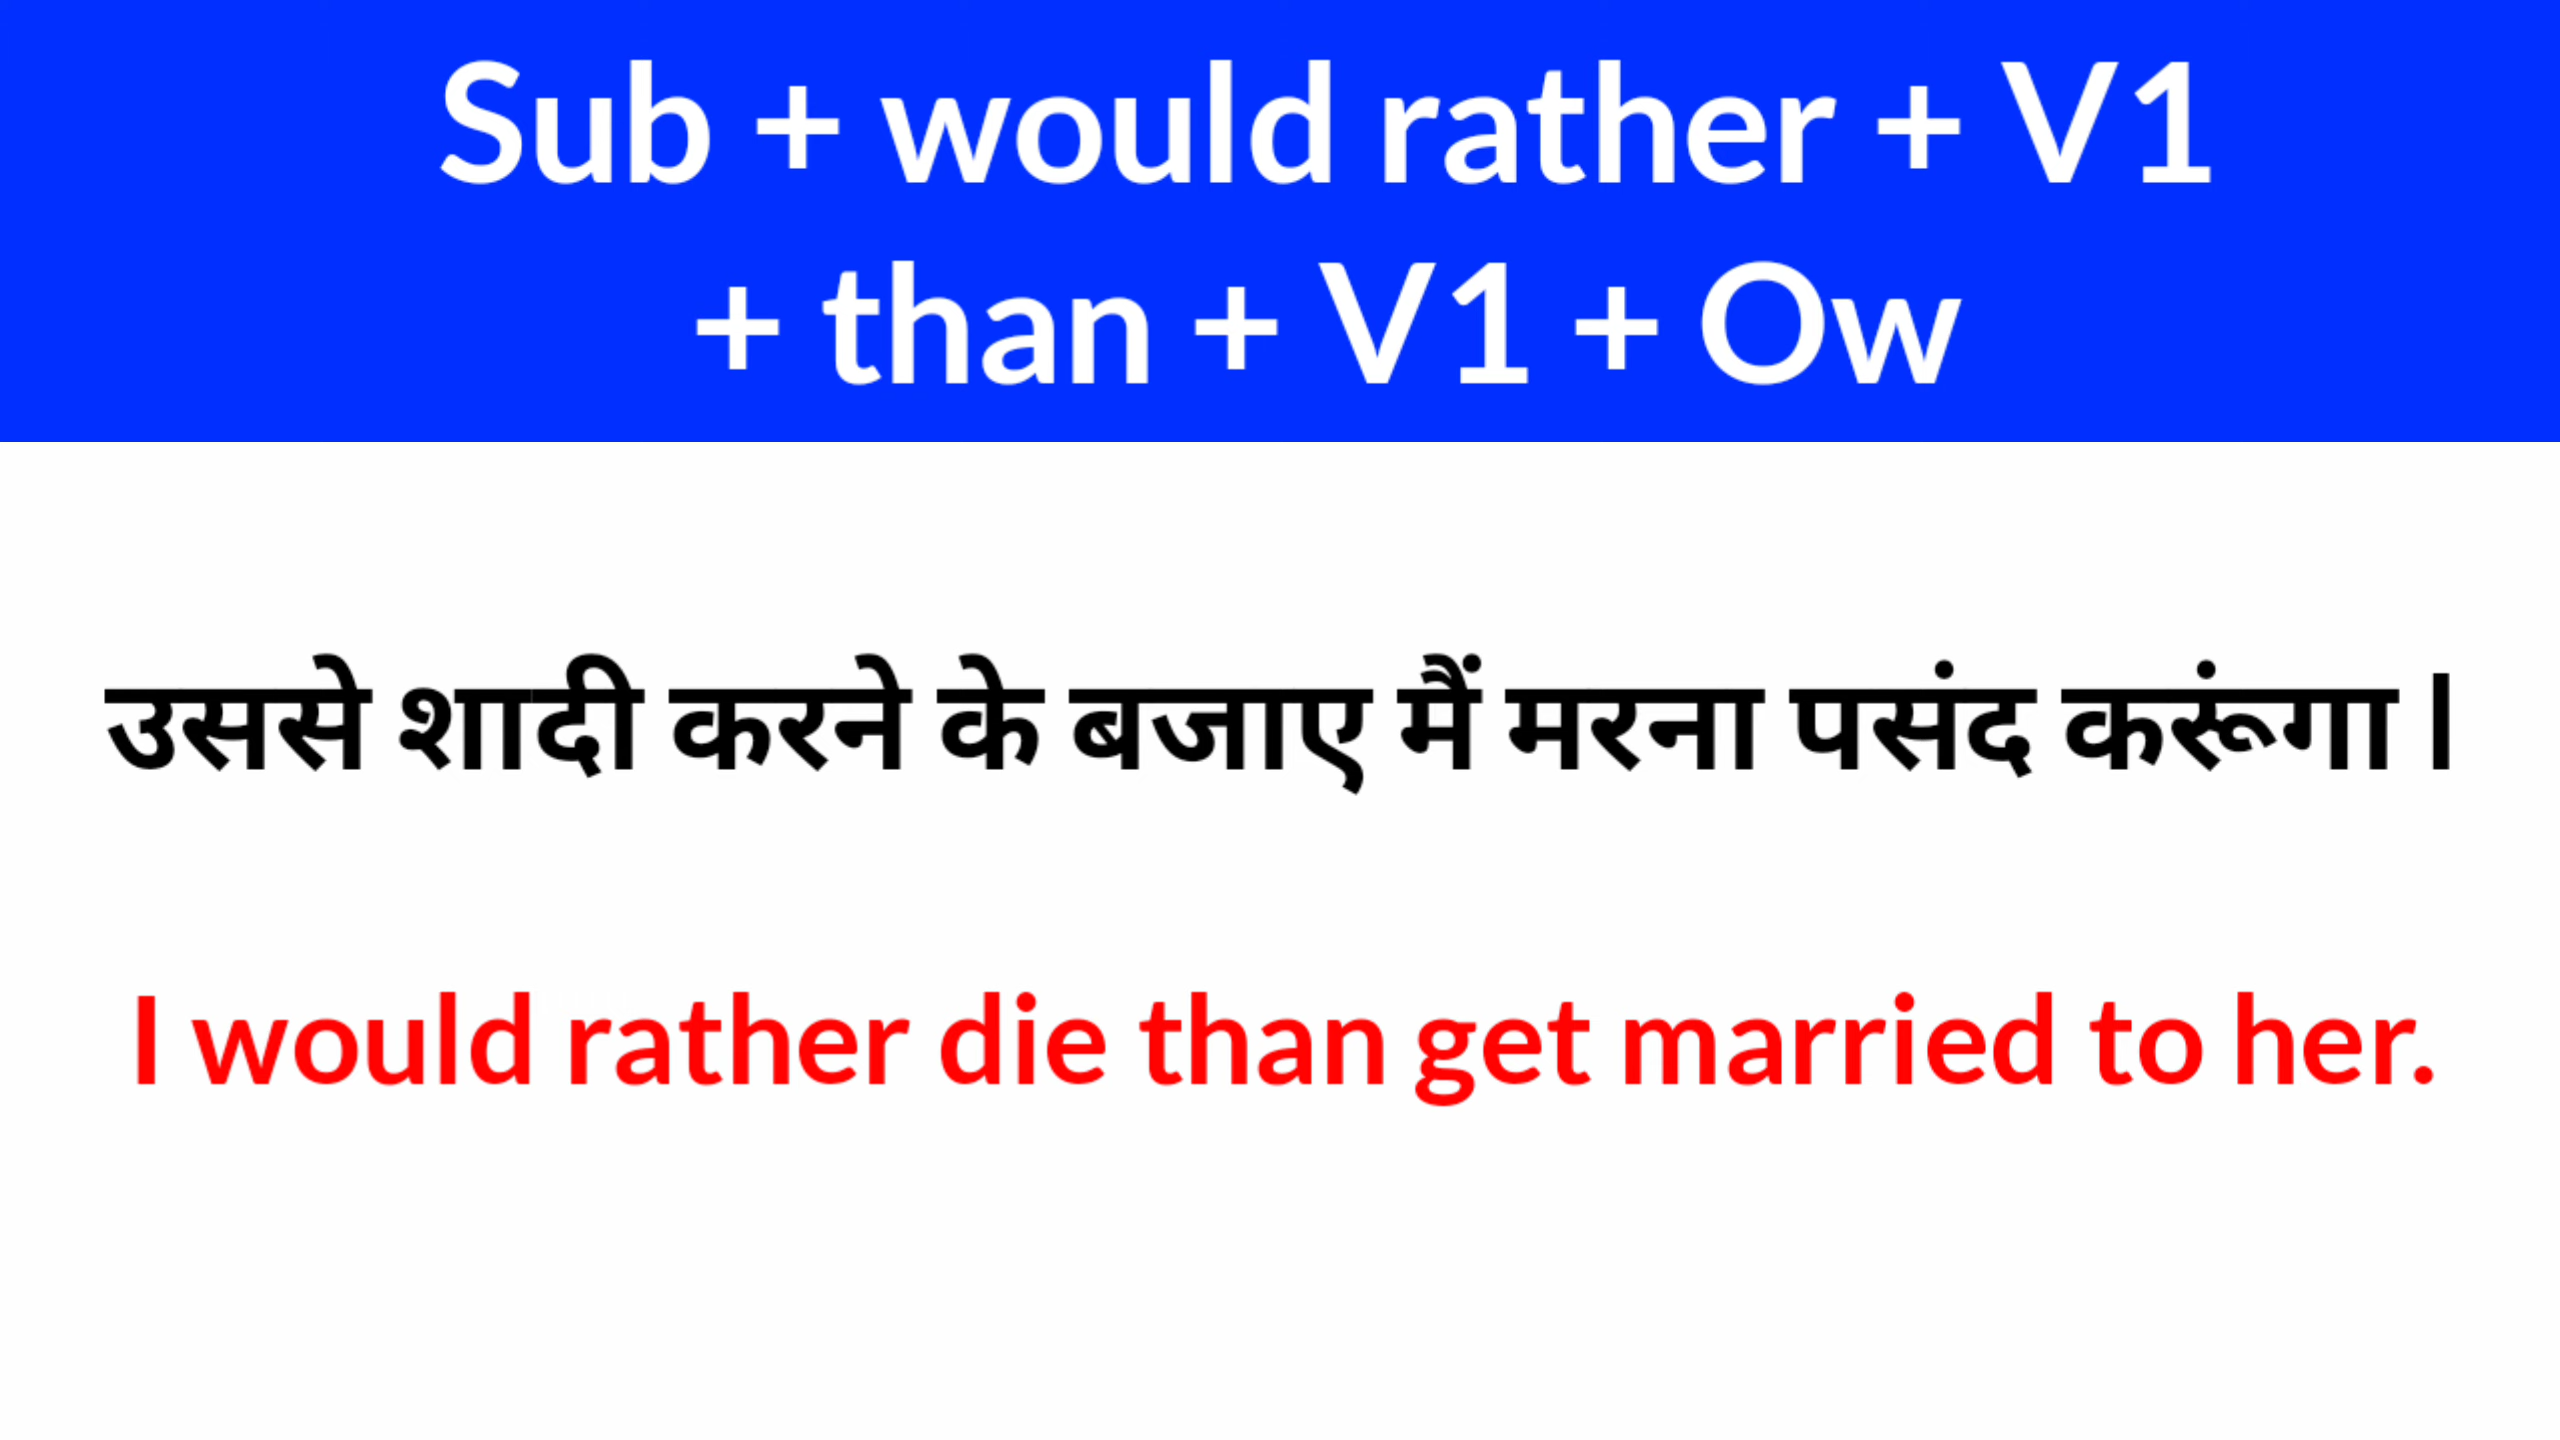 Sub + would rather + V1
+ than + V1 + Ow
उससे शादी करने के बजाए मैं मरना पसंद करूंगा l
I would rather die than get married to her.